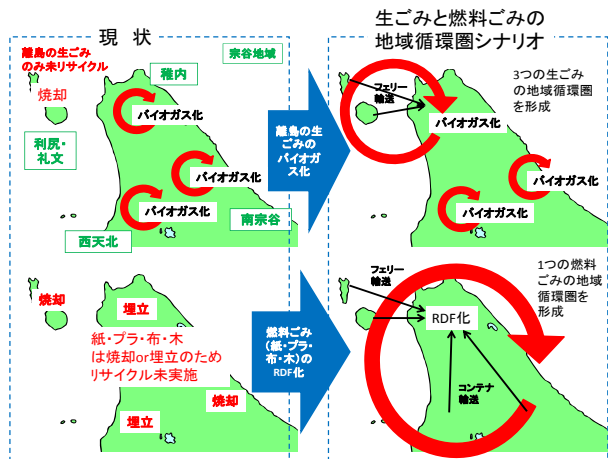 現 状
離島の生ごみ
のみ未リサイクル
焼却
稚内
宗谷地域
利尻・
礼文
バイオガス化
バイオガス化
バイオガス化
西天北
南宗谷
離島の生
ごみの
バイオガ
ス化
生ごみと燃料ごみの
地域循環圏シナリオ
フェリー
輸送
3つの生ごみ
の地域循環圏
を形成
バイオガス化
バイオガス化
バイオガス化
焼却
埋立
紙・プラ・布・木
は焼却or埋立のため
リサイクル未実施
焼却
埋立
燃料ごみ
(紙・プラ・
布・木)の
RDF化
フェリー
輸送
1つの燃料
ごみの地域
循環圏を
形成
RDF化
コンテナ
輸送